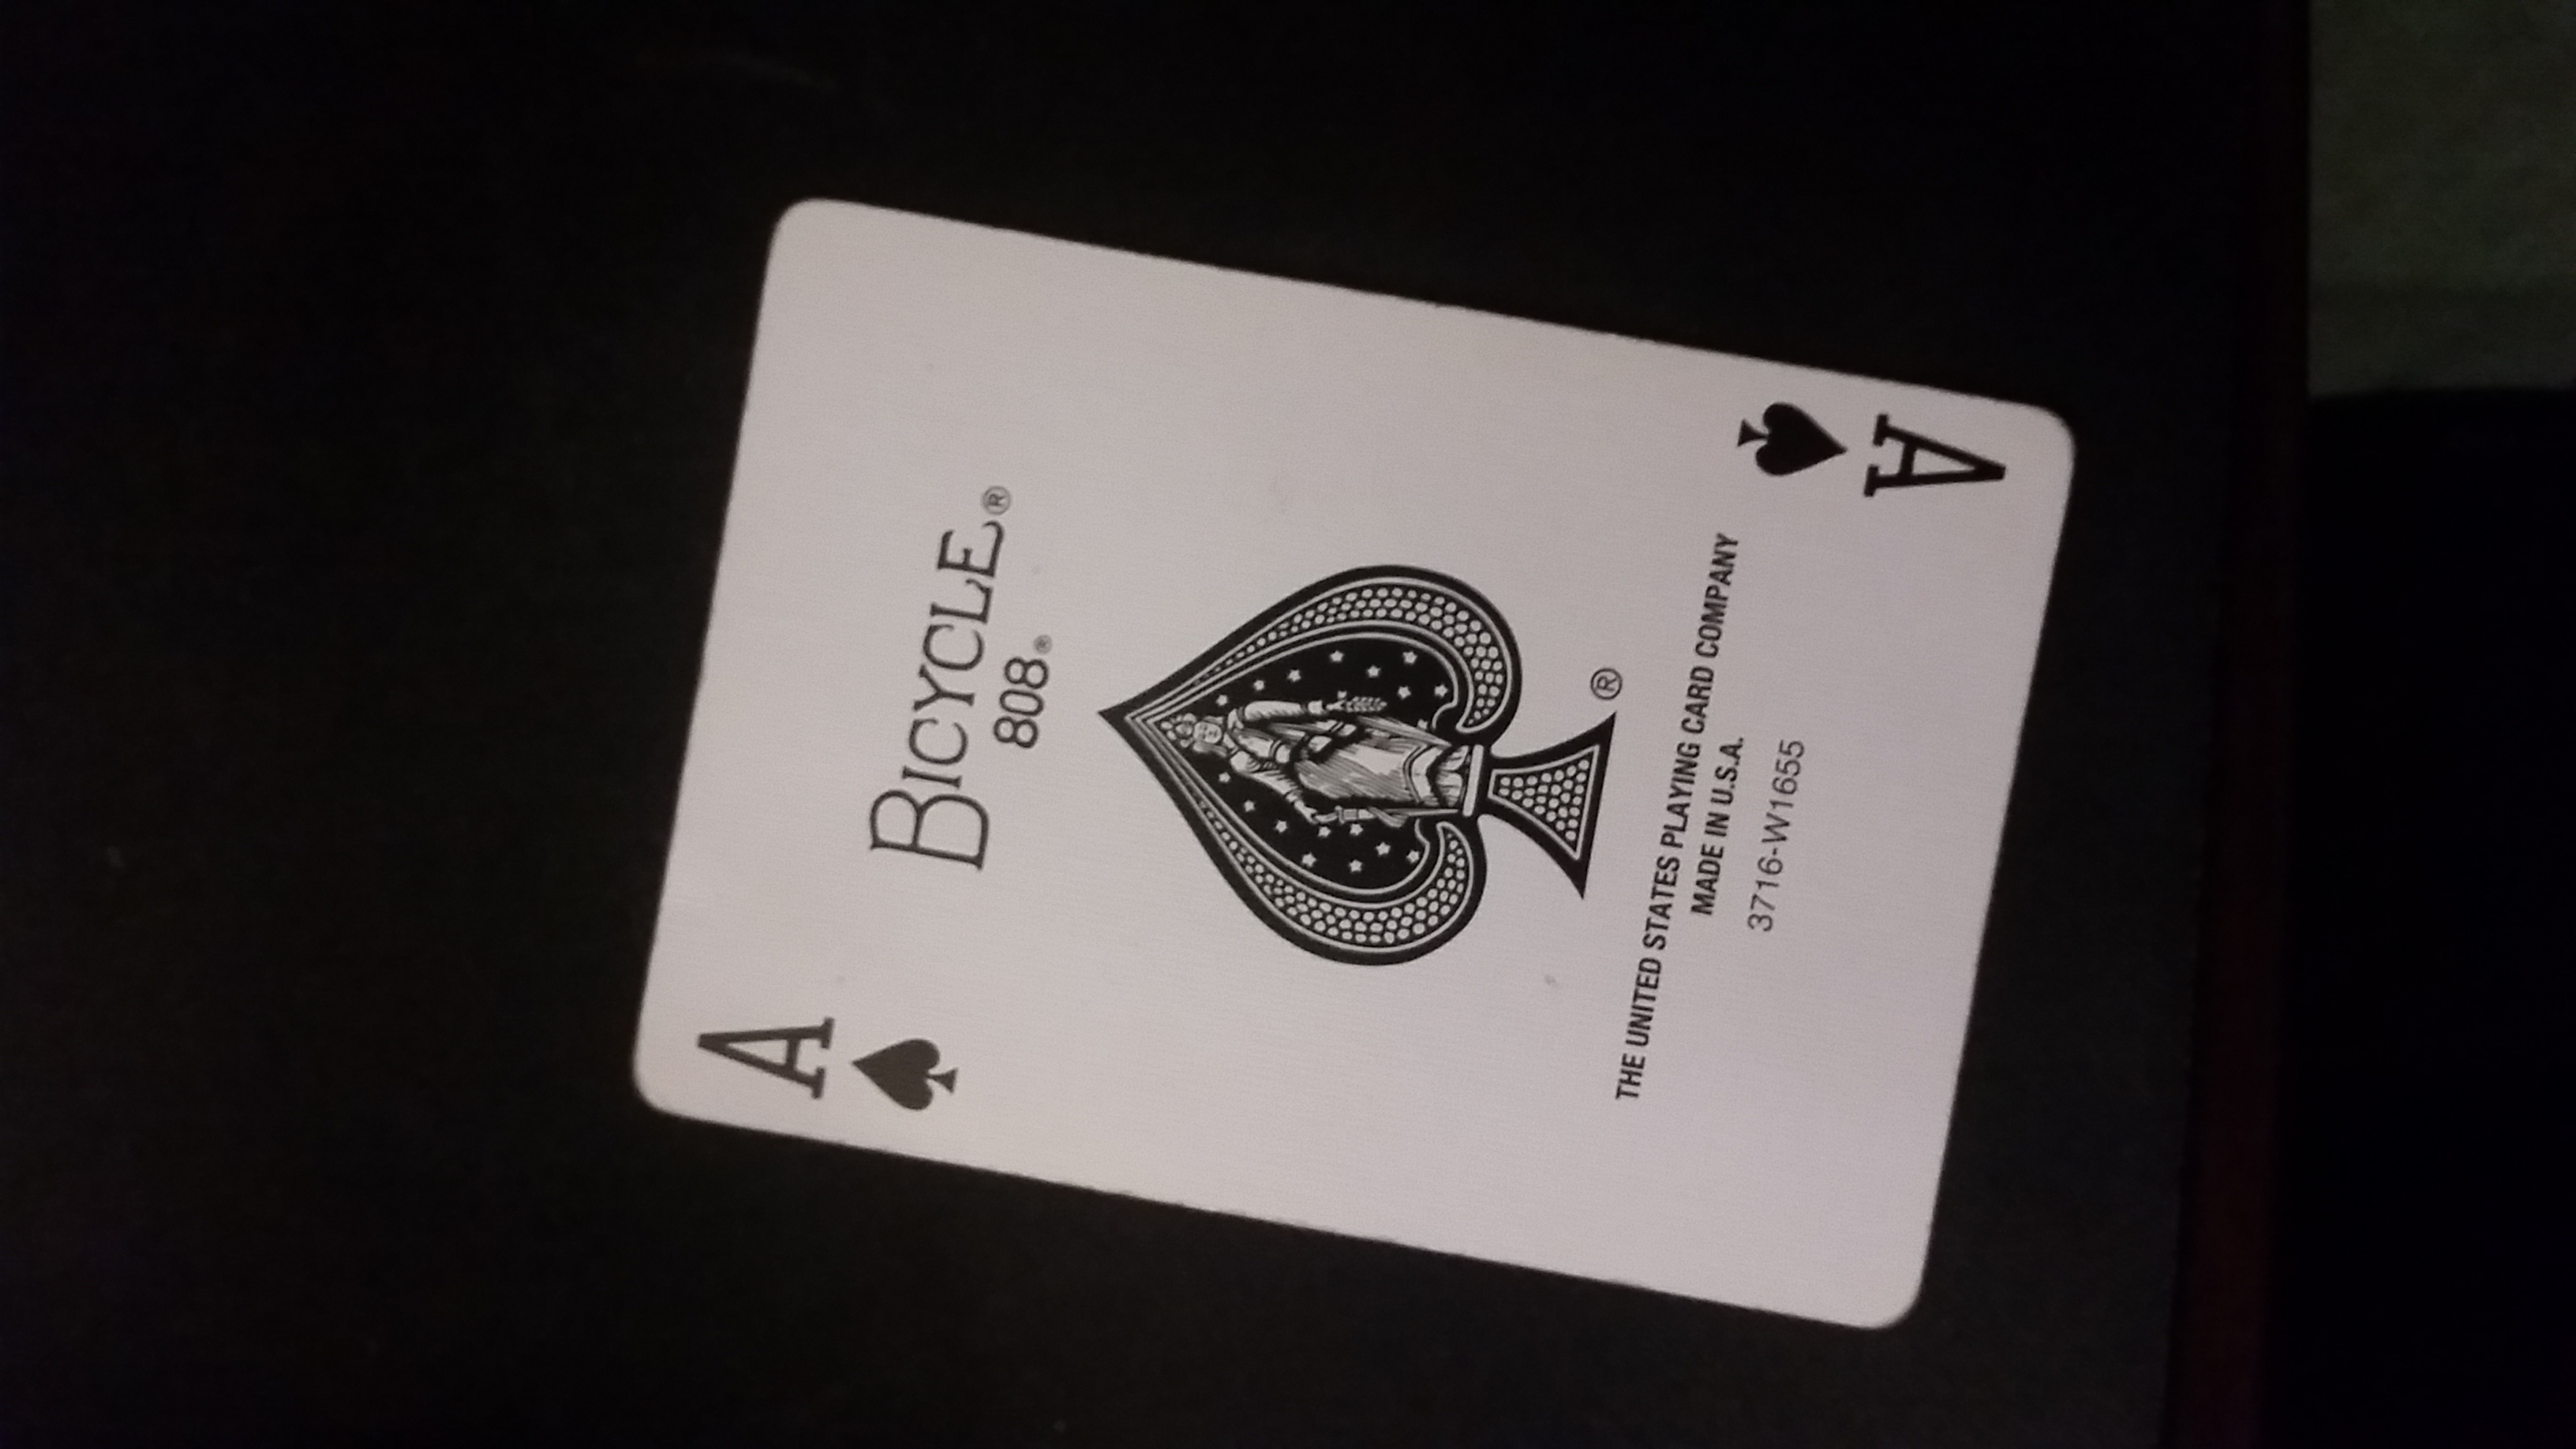 A
BICYCLE®
808®
®
THE UNITED STATES PLAYING CARD COMPANY
MADE IN U.S.A.
3716-W1655
A